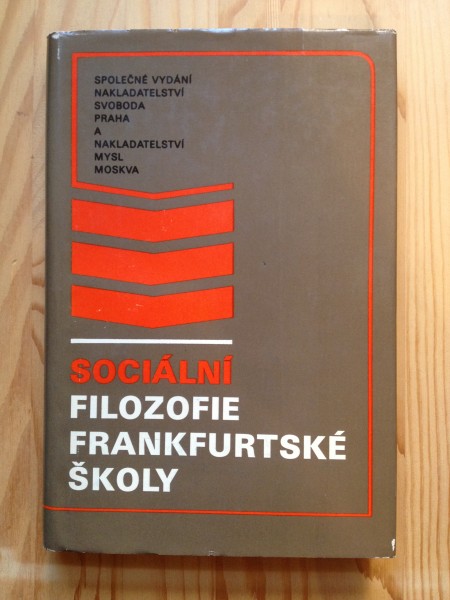 SPOLEČNÉ VYDÁNÍ
NAKLADATELSTVÍ
SVOBODA
PRAHA
A
NAKLADATELSTVÍ
MYSL
MOSKVA
SOCIÁLNÍ
FILOZOFIE
FRANKFURTSKÉ
ŠKOLY